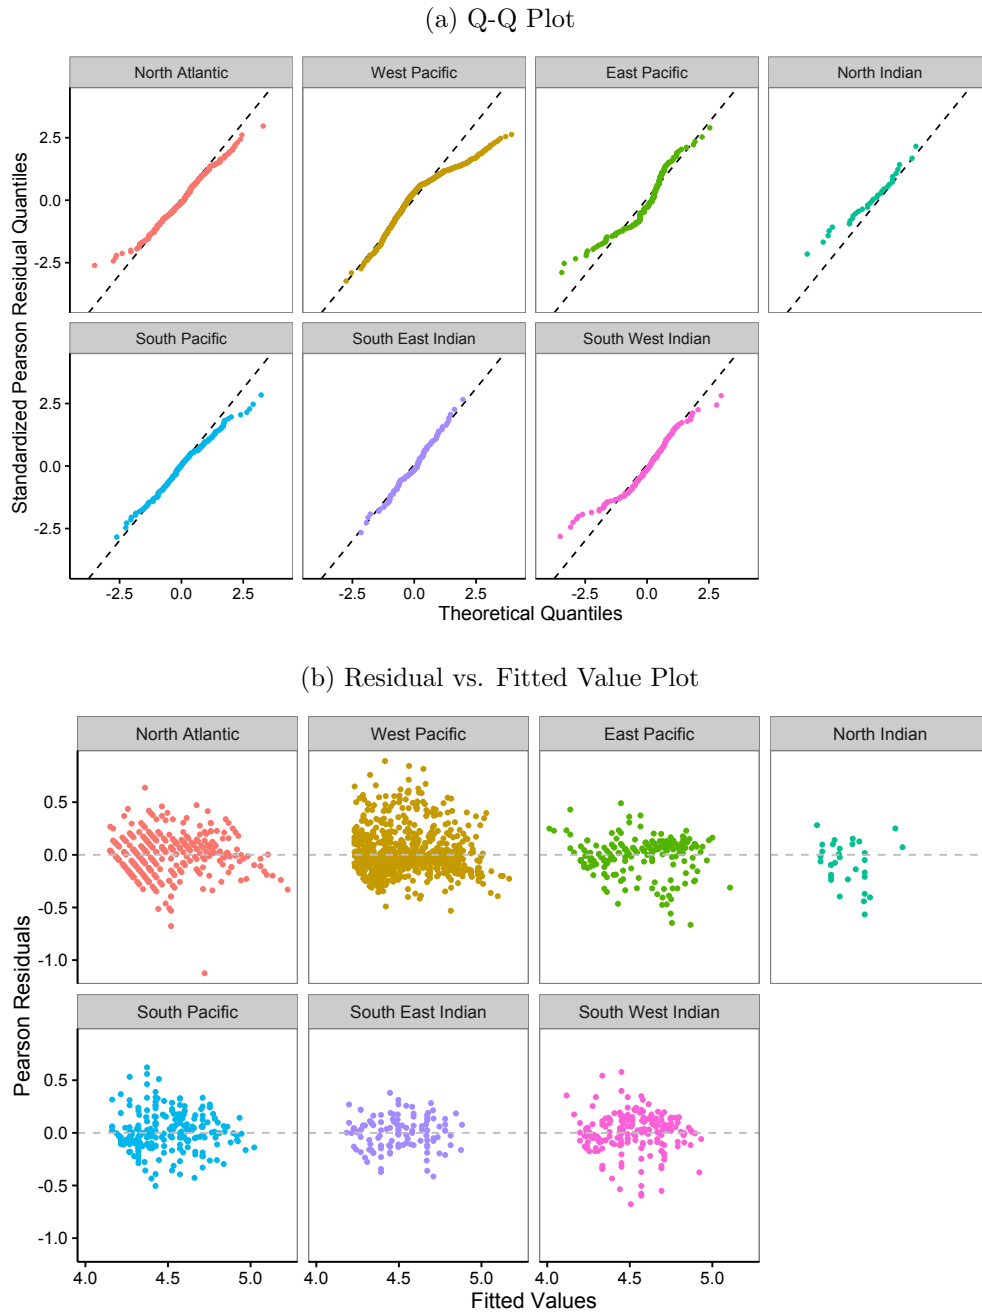 (a) Q-Q Plot
North Atlantic West Pacific East Pacific North Indian
2.5
0.0
-2.5
South Pacific South East Indian South West Indian
2.5
0.0
-2.5
Standardized Pearson Residual Quantiles
-2.5 0.0 2.5 -2.5 0.0 2.5 -2.5 0.0 2.5
Theoretical Quantiles
(b) Residual vs. Fitted Value Plot
North Atlantic West Pacific East Pacific North Indian
0.5
0.0
-0.5
-1.0
South Pacific South East Indian South West Indian
0.5
0.0
-0.5
-1.0
Pearson Residuals
4.0 4.5 5.0 4.0 4.5 5.0 4.0 4.5 5.0
Fitted Values